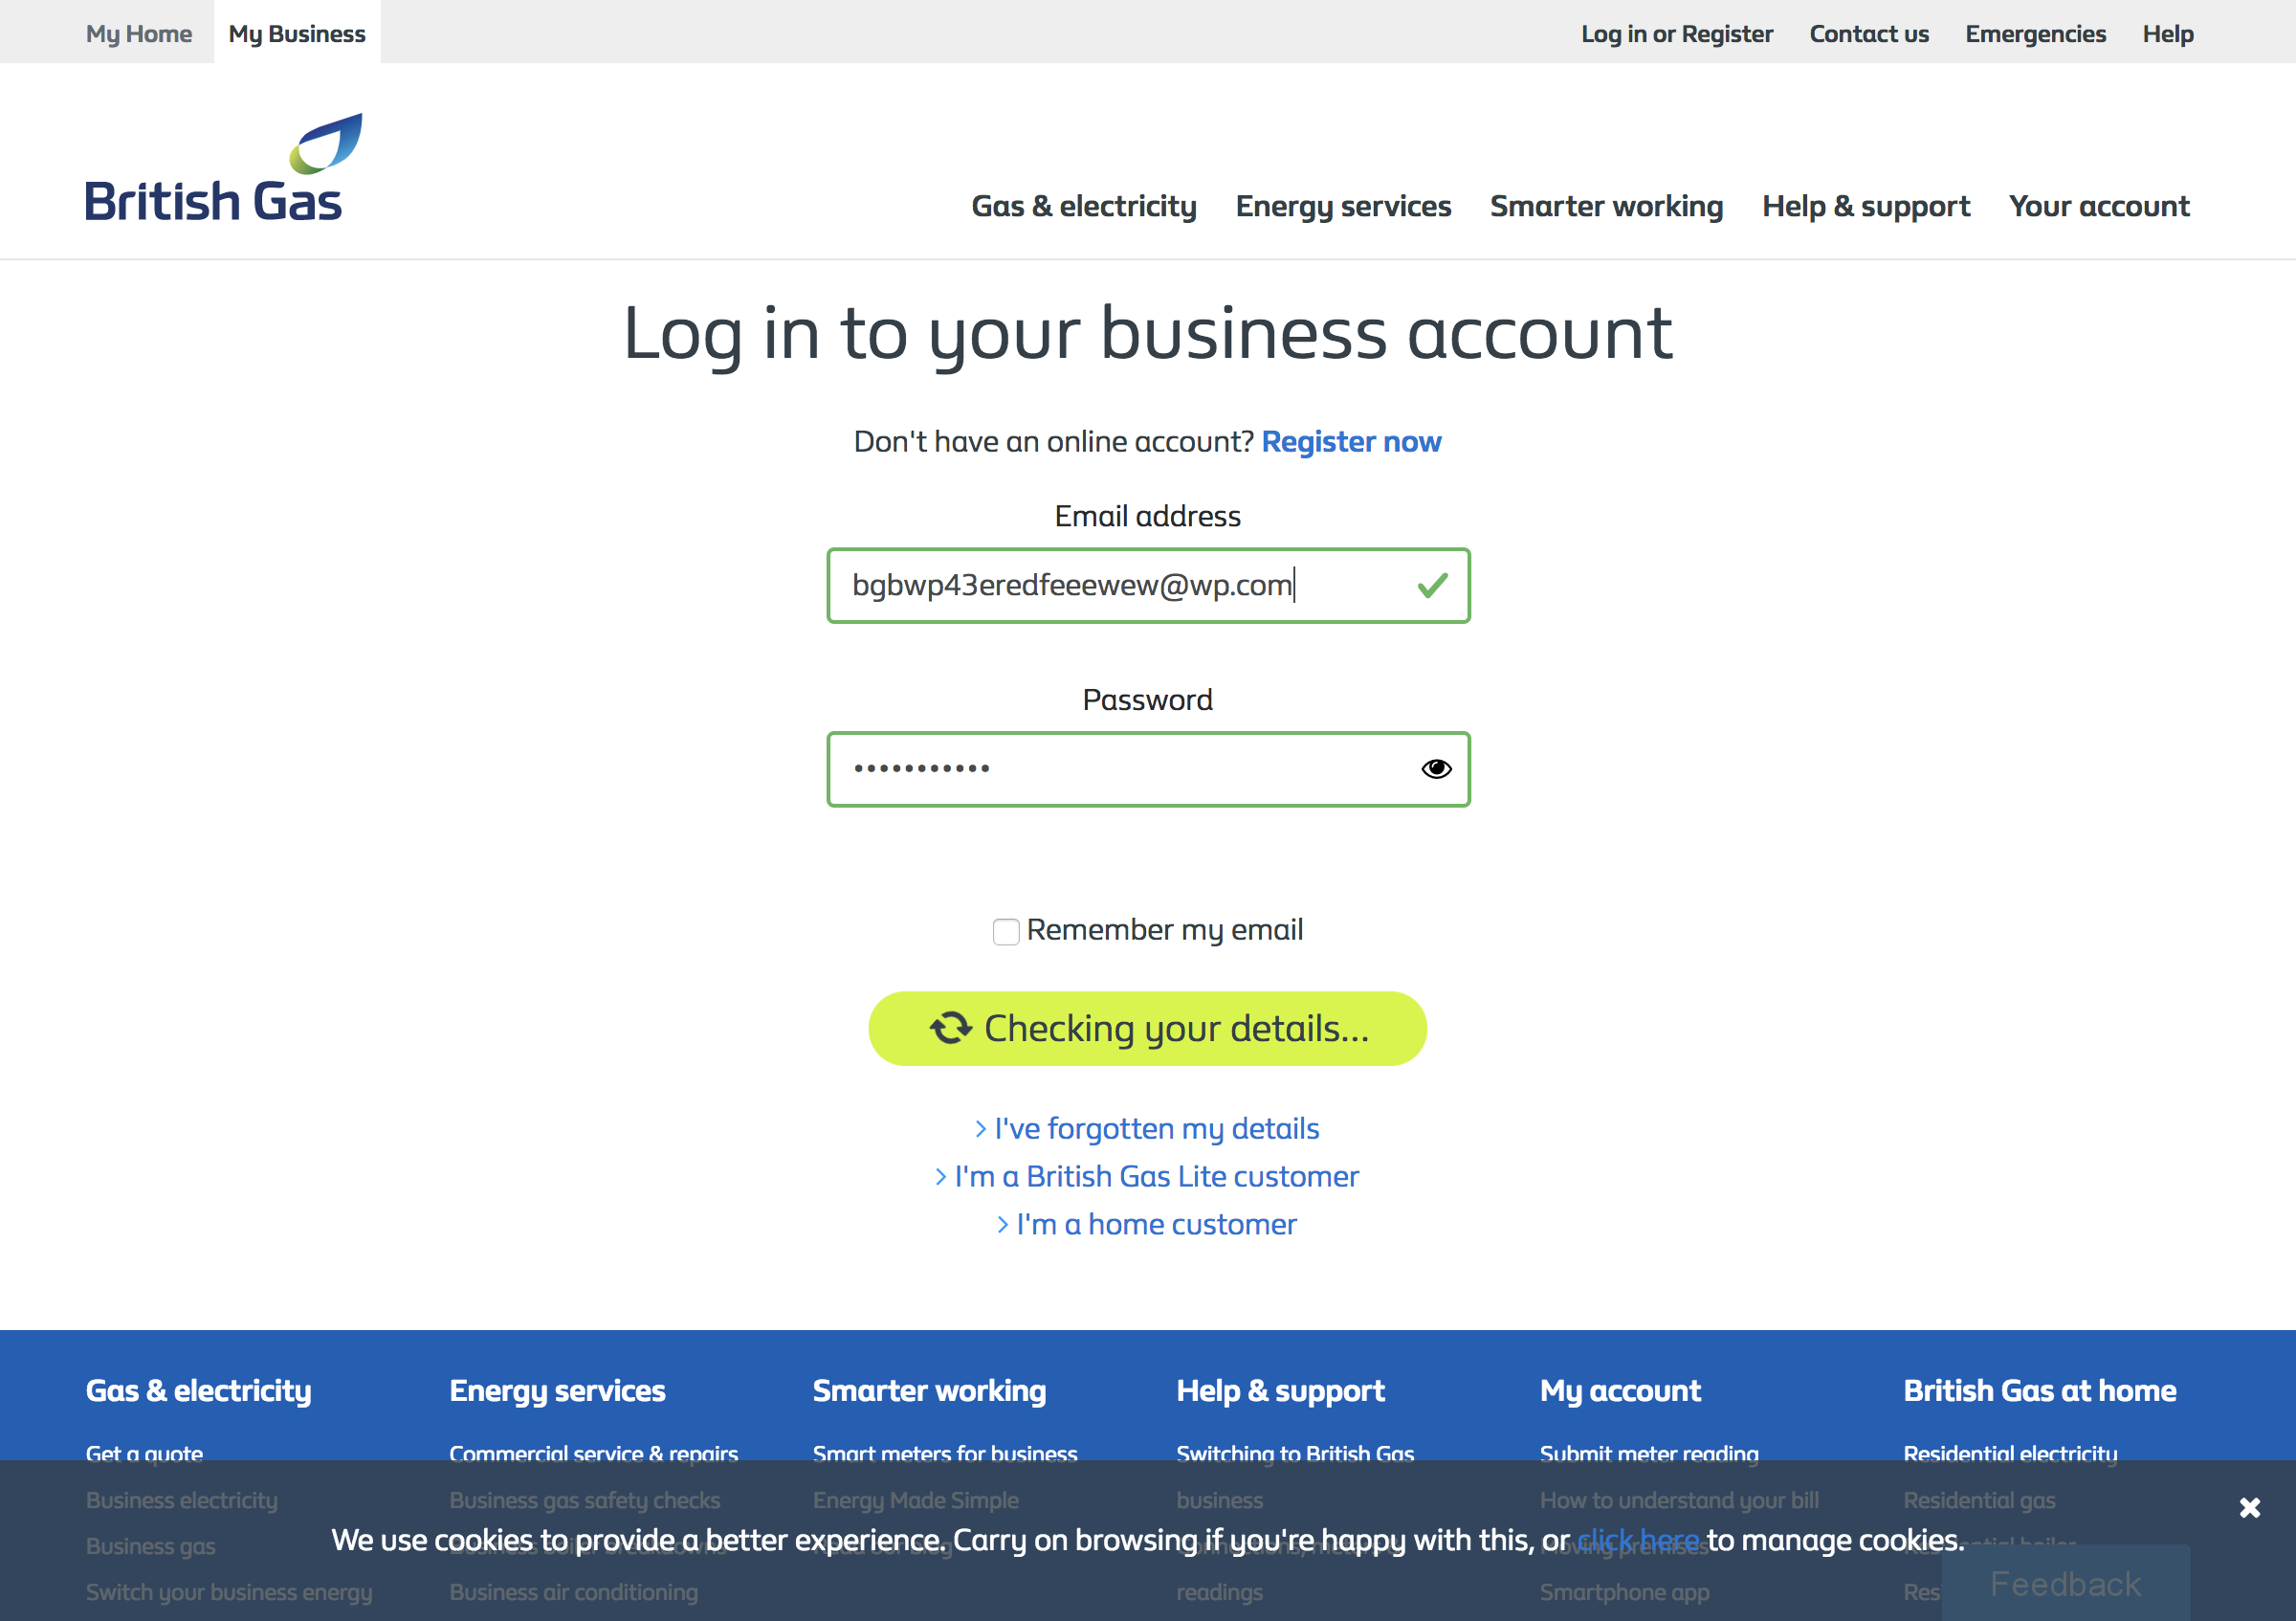 My Home
My Business
Log in or Register
Contact us
Emergencies
Help
British Gas
Gas & electricity
Energy services
Smarter working
Help & support
Your account
Log in to your business account
Don't have an online account? Register now
Email address
bgbwp43eredfeeewew@wp.com
Password
•••••••••••
Remember my email
Checking your details...
I've forgotten my details
I'm a British Gas Lite customer
I'm a home customer
Gas & electricity
Get a quote
Business electricity
Business gas
Switch your business energy
Energy services
Commercial service & repairs
Business gas safety checks
Business air conditioning
Smarter working
Smart meters for business
Energy Made Simple
Help & support
Switching to British Gas
business
readings
My account
Submit meter reading
How to understand your bill
Moving premises
Smartphone app
British Gas at home
Residential electricity
Residential gas
We use cookies to provide a better experience. Carry on browsing if you're happy with this, or click here to manage cookies.
Feedback